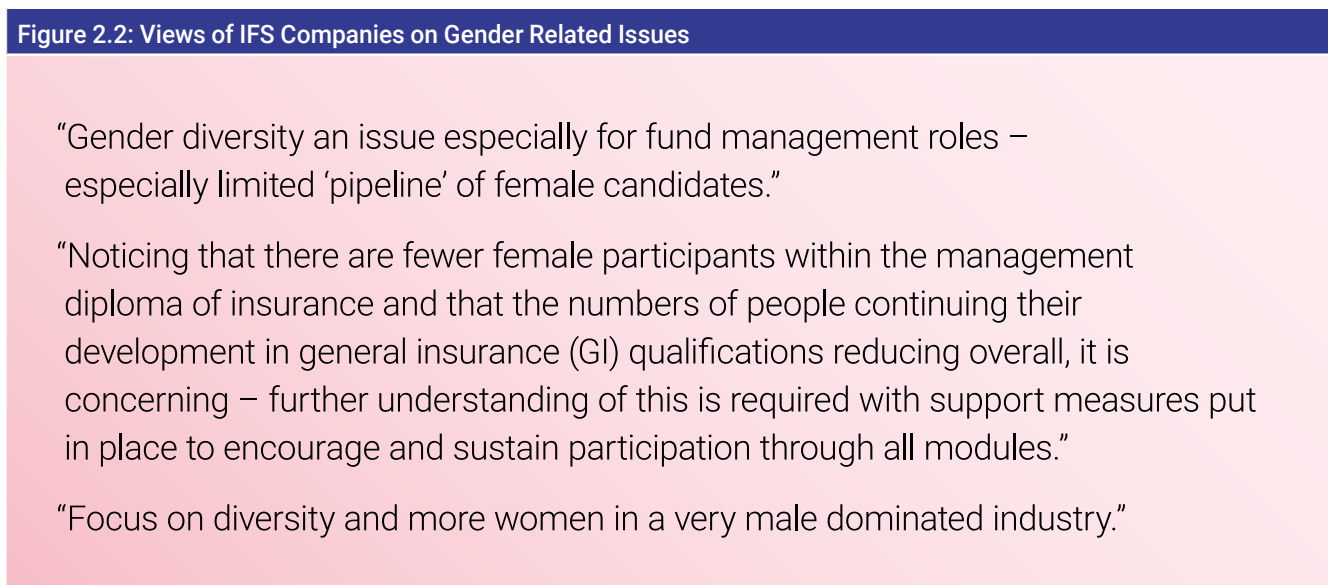 Figure 2.2: Views of IFS Companies on Gender Related Issues
“Gender diversity an issue especially for fund management roles –
especially limited ‘pipeline’ of female candidates.”
“Noticing that there are fewer female participants within the management
diploma of insurance and that the numbers of people continuing their
development in general insurance (GI) qualifications reducing overall, it is
concerning – further understanding of this is required with support measures put
in place to encourage and sustain participation through all modules.”
“Focus on diversity and more women in a very male dominated industry.”